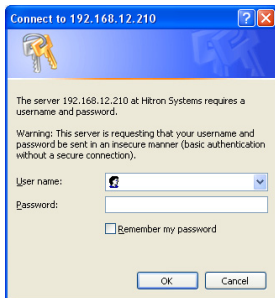 Connect to 192.168.12.210
The server 192.168.12.210 at Hitron Systems requires a
username and password.
Warning: This server is requesting that your username and
password be sent in an insecure manner (basic authentication
without a secure connection).
User name:
Password:
Remember my password
OK Cancel